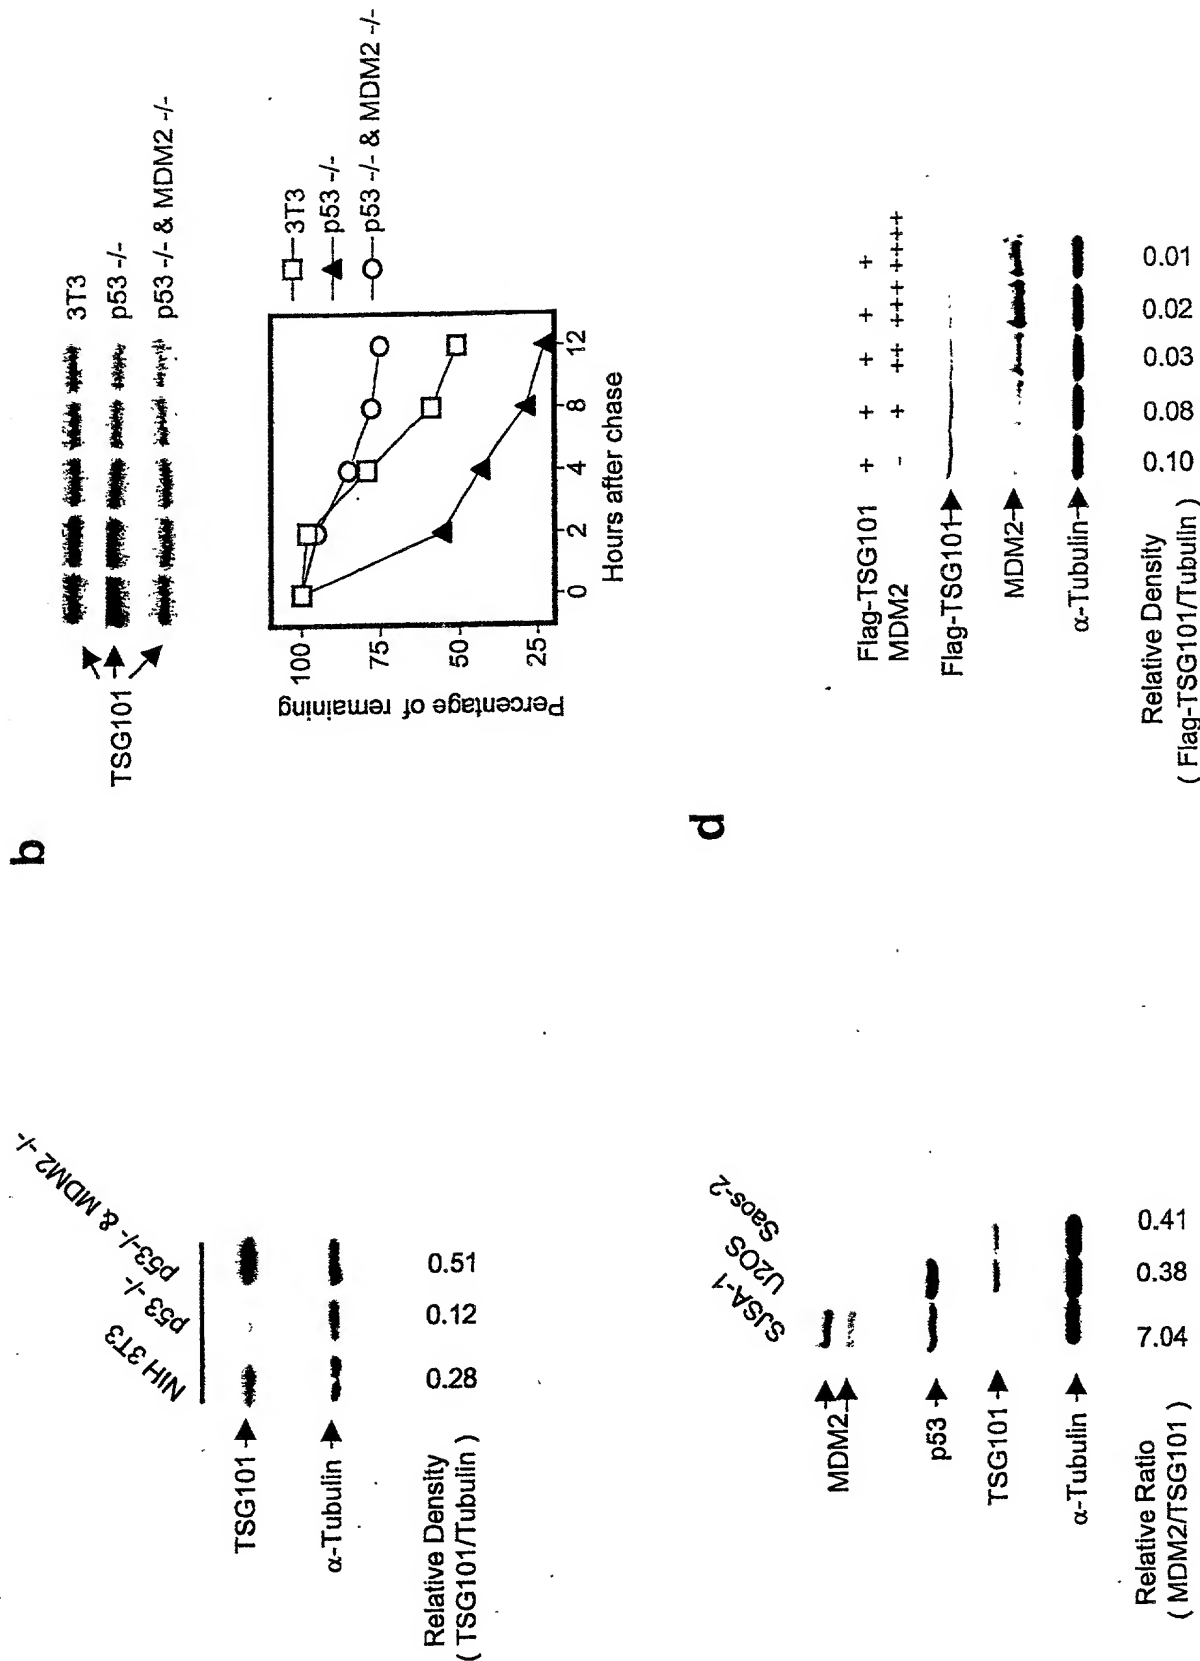 NIH 3T3
p53 -/-
p53-/- & MDM2 -/-
TSG101
α-Tubulin
Relative Density
( TSG101/Tubulin )
0.28 0.12 0.51
b
TSG101
3T3
p53 -/-
p53 -/- & MDM2 -/-
Percentage of remaining
100
75
50
25
0 2 4 8 12
Hours after chase
3T3
p53 -/-
p53 -/- & MDM2 -/-
SJSA-1
U2OS
Saos-2
MDM2
p53
TSG101
α-Tubulin
Relative Ratio
( MDM2/TSG101 )
7.04 0.38 0.41
d
Flag-TSG101 + + + + +
MDM2 - + ++ +++ ++++
Flag-TSG101
MDM2
α-Tubulin
Relative Density
( Flag-TSG101/Tubulin )
0.10 0.08 0.03 0.02 0.01